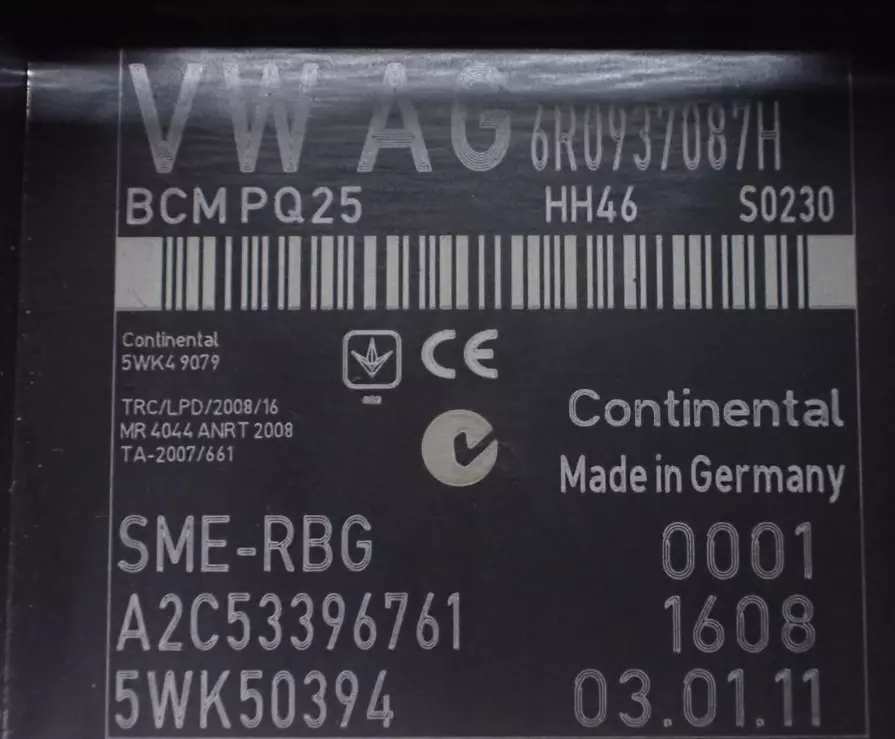 VW AG 6R0937087H
BCM PQ25 HH46 S0230
Continental
5WK4 9079
CE
TRC/LPD/2008/16
MR 4044 ANRT 2008
TA-2007/661
Continental
Made in Germany
SME-RBG 0001
A2C53396761 1608
5WK50394 03.01.11